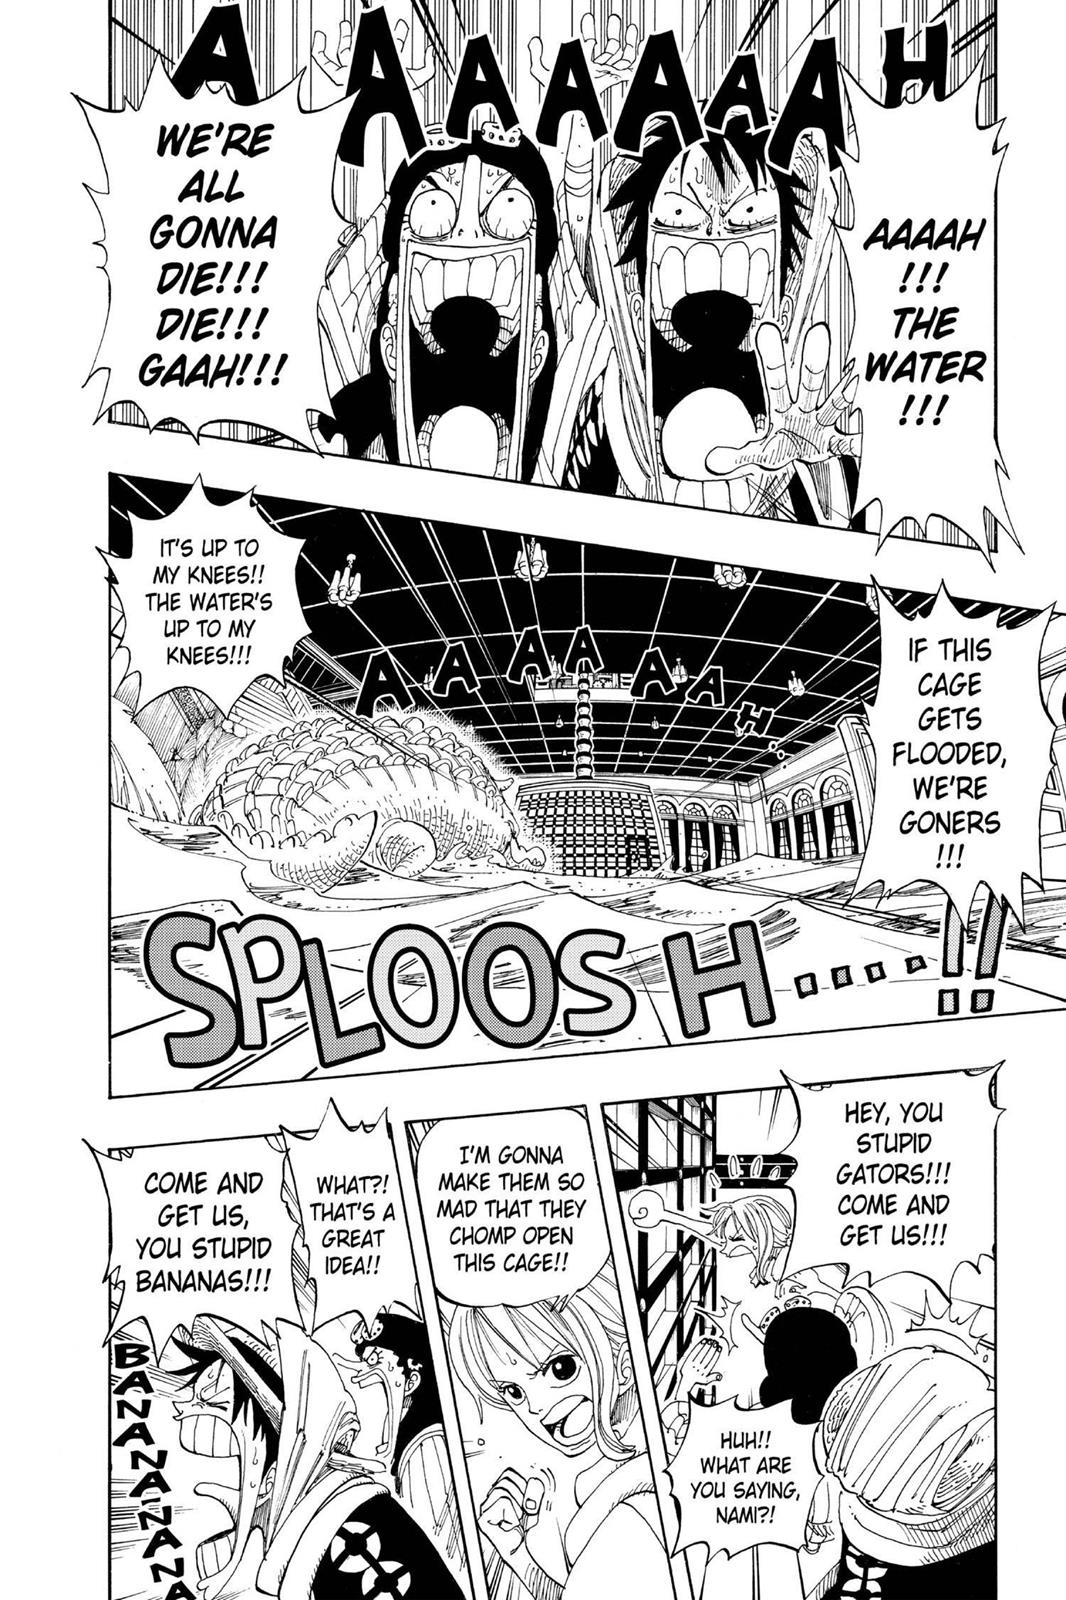 AAAAAAAAH
AAAAH
!!!
THE
WATER
!!!
WE'RE
ALL
GONNA
DIE!!!
DIE!!!
GAAH!!!
IF THIS
CAGE
GETS
FLOODED,
WE'RE
GONERS
!!!
IT'S UP TO
MY KNEES!!
THE WATER'S
UP TO MY
KNEES!!!
AAAAAAAH
SPLOOSH....!!
HEY, YOU
STUPID
GATORS!!!
COME AND
GET US!!!
HUH!!
WHAT ARE
YOU SAYING,
NAMI?!
I'M GONNA
MAKE THEM SO
MAD THAT THEY
CHOMP OPEN
THIS CAGE!!
WHAT?!
THAT'S A
GREAT
IDEA!!
COME AND
GET US,
YOU STUPID
BANANAS!!!
BANANA-NANA